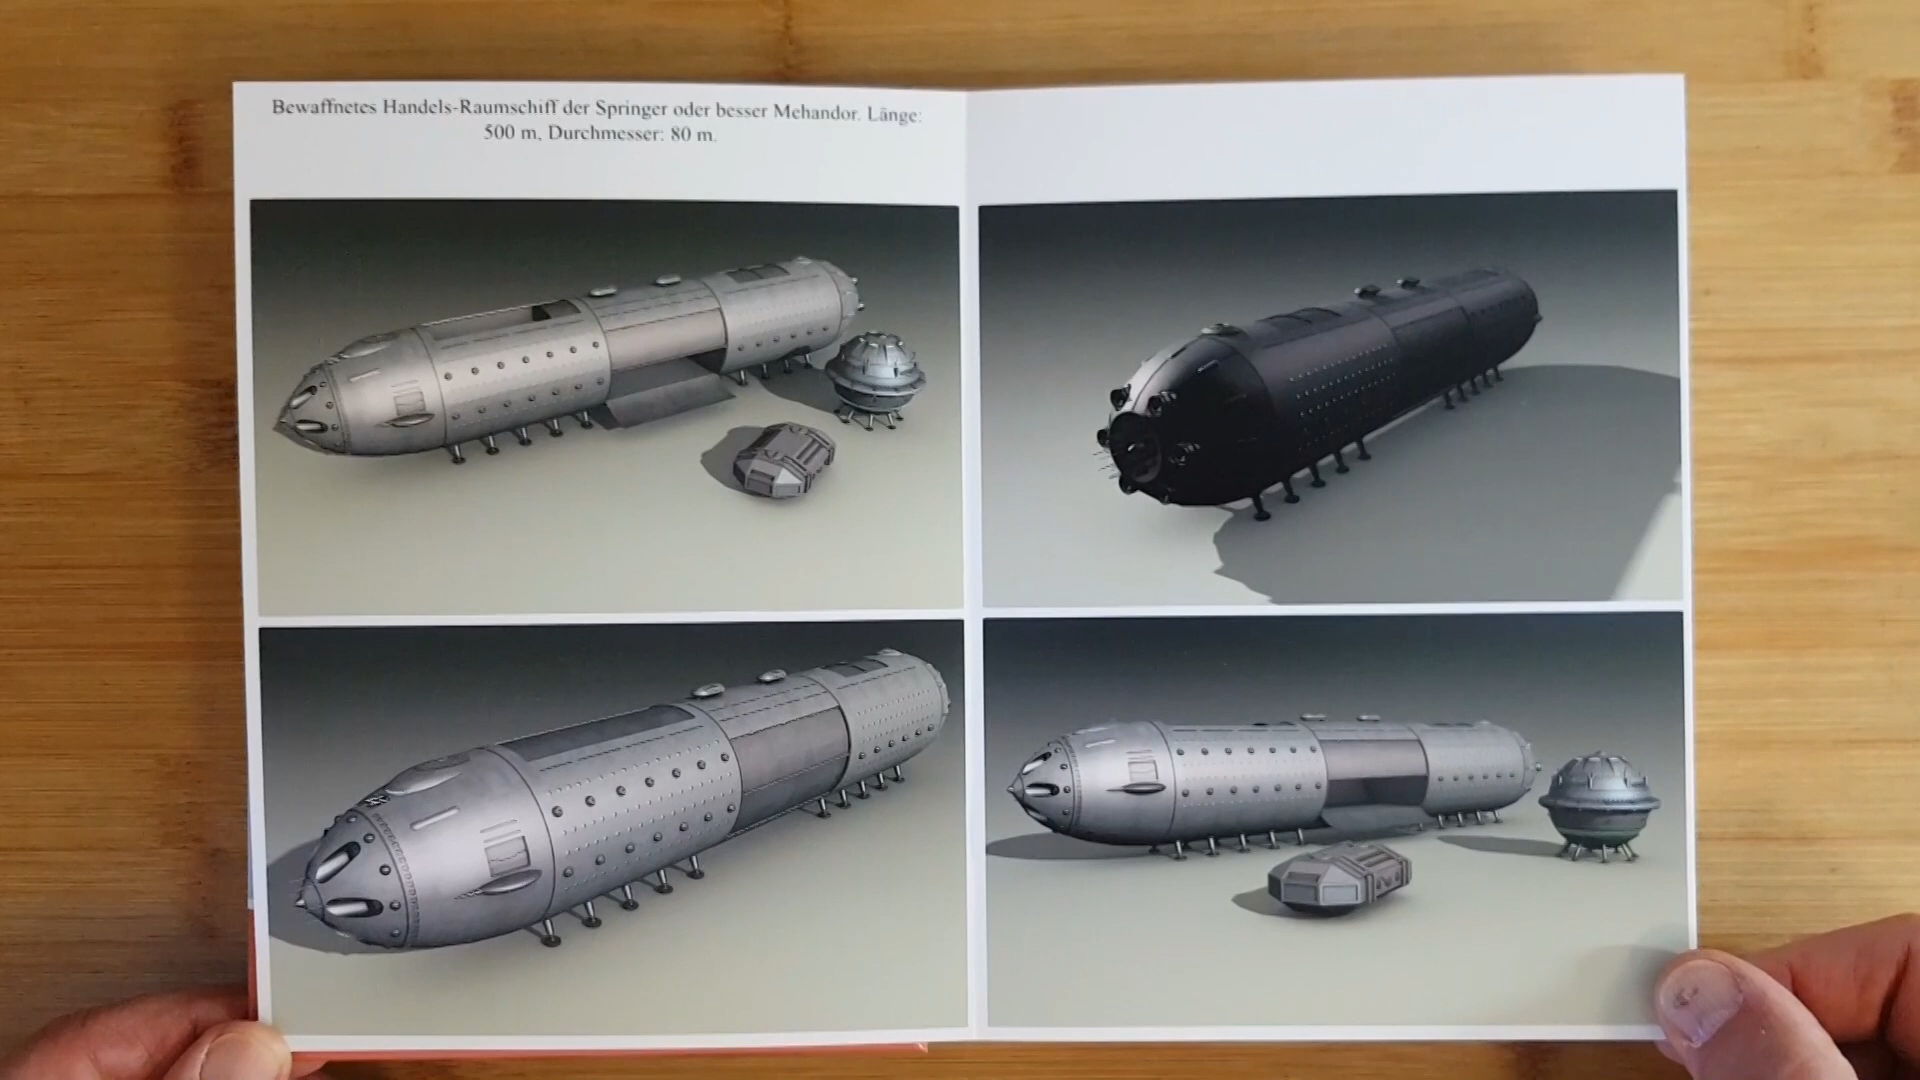 Bewaffnetes Handels-Raumschiff der Springer oder besser Mehandor. Länge:
500 m, Durchmesser: 80 m.